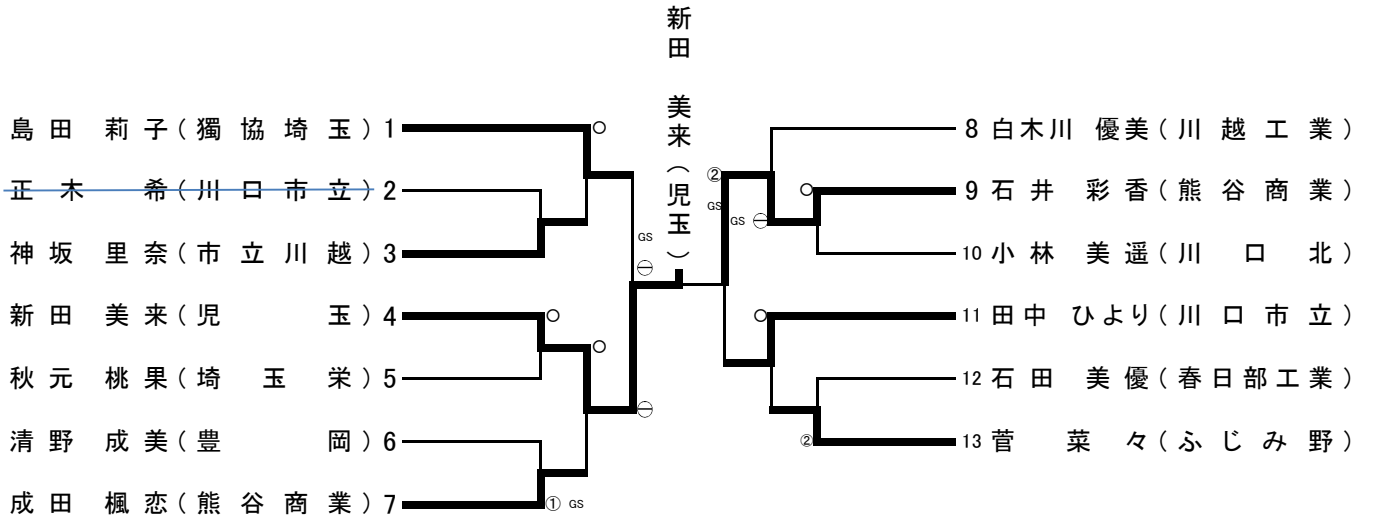 新田 美来(児玉)
島田 莉子(獨協埼玉)1
正木 希(川口市立)2
神坂 里奈(市立川越)3
新田 美来(児玉)4
秋元 桃果(埼玉栄)5
清野 成美(豊岡)6
成田 楓恋(熊谷商業)7
① GS
GS
②
GS
GS
②
8 白木川 優美(川越工業)
9 石井 彩香(熊谷商業)
10 小林 美遥(川口北)
11 田中 ひより(川口市立)
12 石田 美優(春日部工業)
13 菅 菜々(ふじみ野)